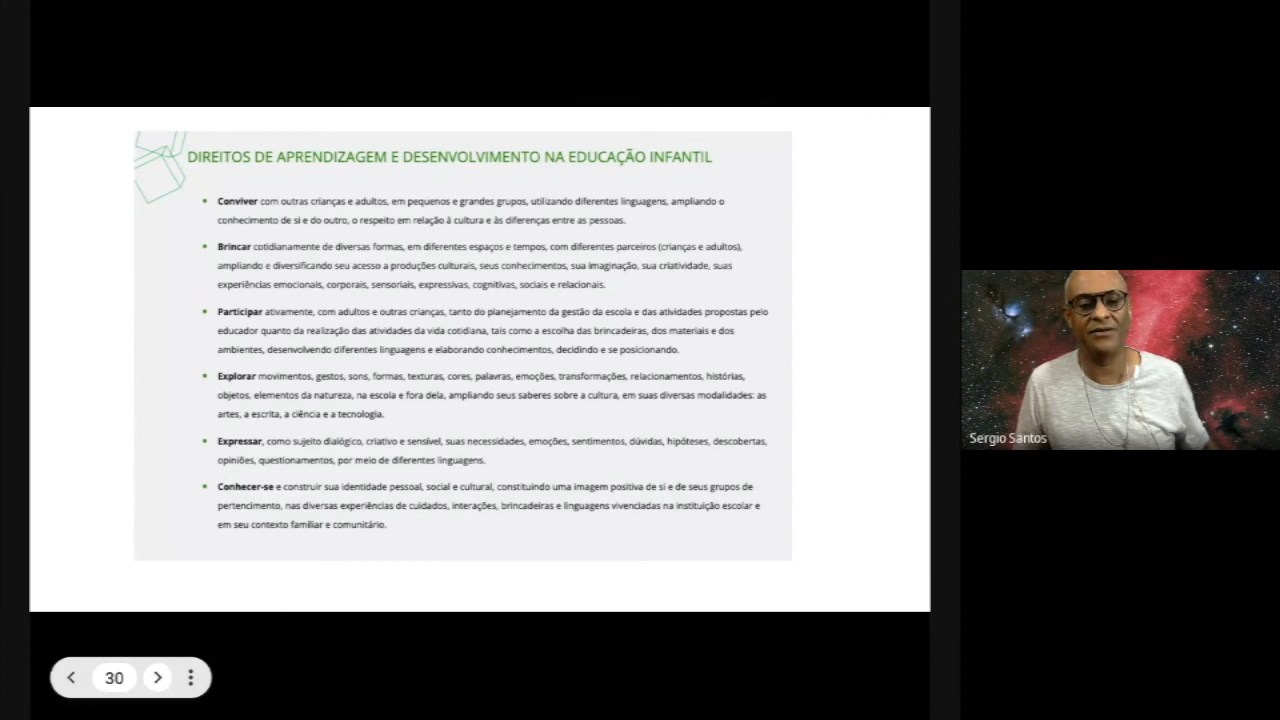 DIREITOS DE APRENDIZAGEM E DESENVOLVIMENTO NA EDUCAÇÃO INFANTIL
• Conviver com outras crianças e adultos, em pequenos e grandes grupos, utilizando diferentes linguagens, ampliando o
conhecimento de si e do outro, o respeito em relação à cultura e às diferenças entre as pessoas.
• Brincar cotidianamente de diversas formas, em diferentes espaços e tempos, com diferentes parceiros (crianças e adultos),
ampliando e diversificando seu acesso a produções culturais, seus conhecimentos, sua imaginação, sua criatividade, suas
experiências emocionais, corporais, sensoriais, expressivas, cognitivas, sociais e relacionais.
• Participar ativamente, com adultos e outras crianças, tanto do planejamento da gestão da escola e das atividades propostas pelo
educador quanto da realização das atividades da vida cotidiana, tais como a escolha das brincadeiras, dos materiais e dos
ambientes, desenvolvendo diferentes linguagens e elaborando conhecimentos, decidindo e se posicionando.
• Explorar movimentos, gestos, sons, formas, texturas, cores, palavras, emoções, transformações, relacionamentos, histórias,
objetos, elementos da natureza, na escola e fora dela, ampliando seus saberes sobre a cultura, em suas diversas modalidades: as
artes, a escrita, a ciência e a tecnologia.
• Expressar, como sujeito dialógico, criativo e sensível, suas necessidades, emoções, sentimentos, dúvidas, hipóteses, descobertas,
opiniões, questionamentos, por meio de diferentes linguagens.
• Conhecer-se e construir sua identidade pessoal, social e cultural, constituindo uma imagem positiva de si e de seus grupos de
pertencimento, nas diversas experiências de cuidados, interações, brincadeiras e linguagens vivenciadas na instituição escolar e
em seu contexto familiar e comunitário.
Sergio Santos
30